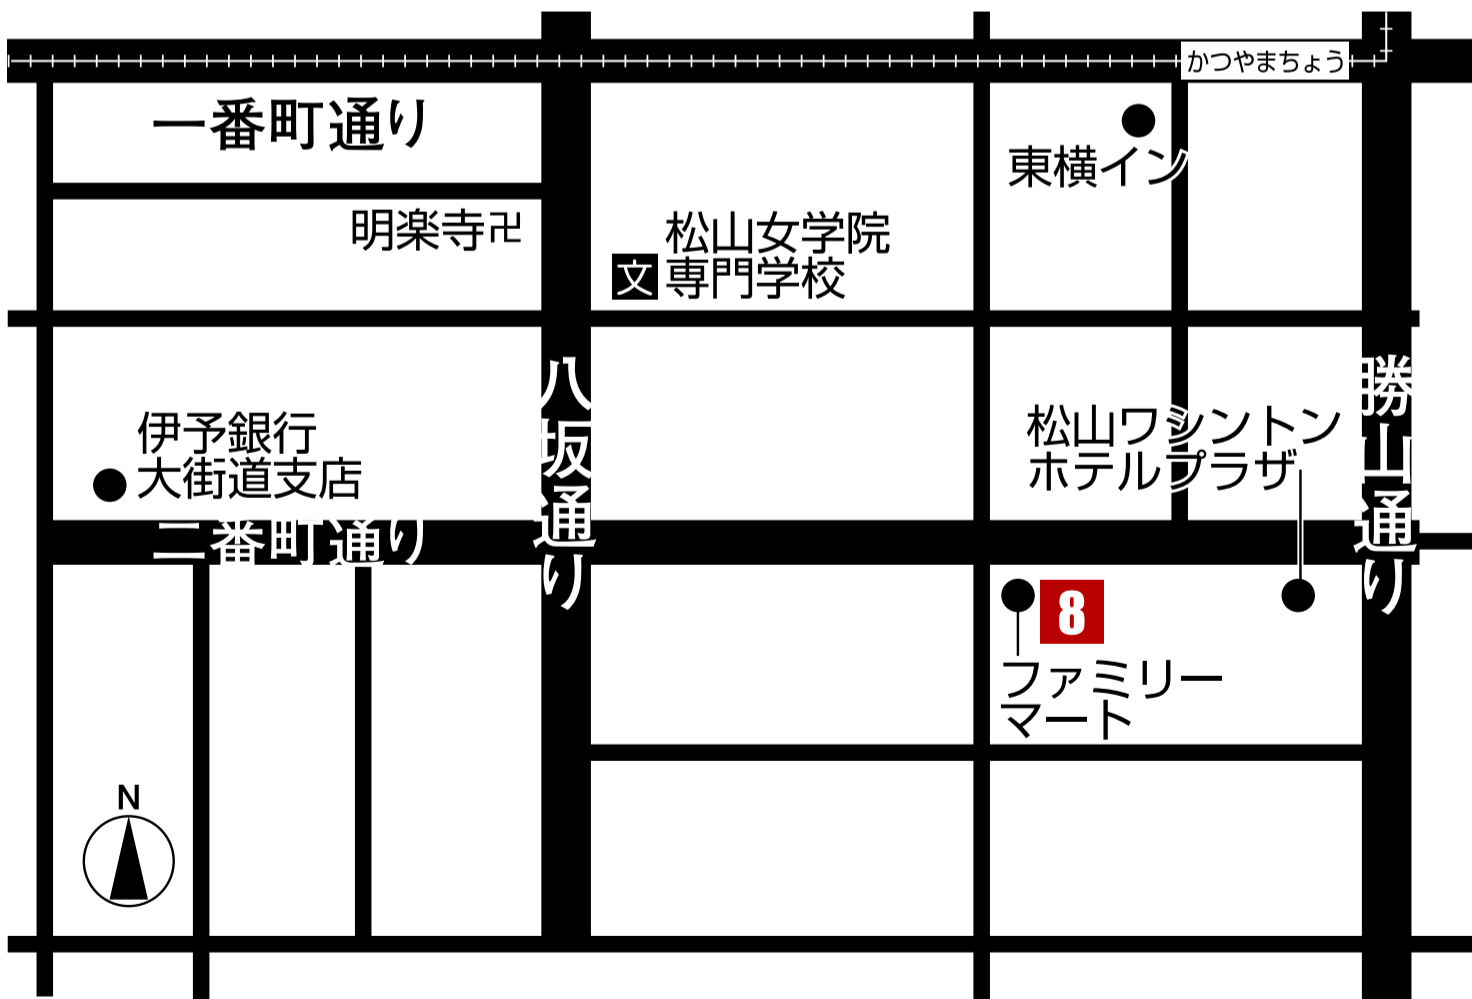 かつやまちょう
一番町通り
東横イン
明楽寺卍
松山女学院
文専門学校
八坂通り
勝山通り
伊予銀行
大街道支店
松山ワシントン
ホテルプラザ
二番町通り
8
ファミリー
マート
N